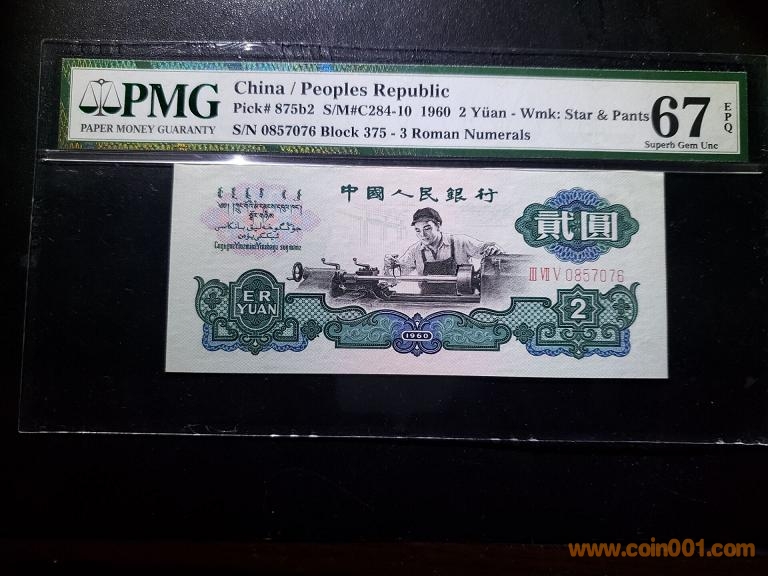 PMG
PAPER MONEY GUARANTY
China / Peoples Republic
Pick# 875b2 S/M#C284-10 1960 2 Yüan - Wmk: Star & Pants
S/N 0857076 Block 375 - 3 Roman Numerals
67
EPQ
Superb Gem Unc
中國人民銀行
貳圓
III VII V 0857076
ER
YUAN
1960
2
www.coin001.com